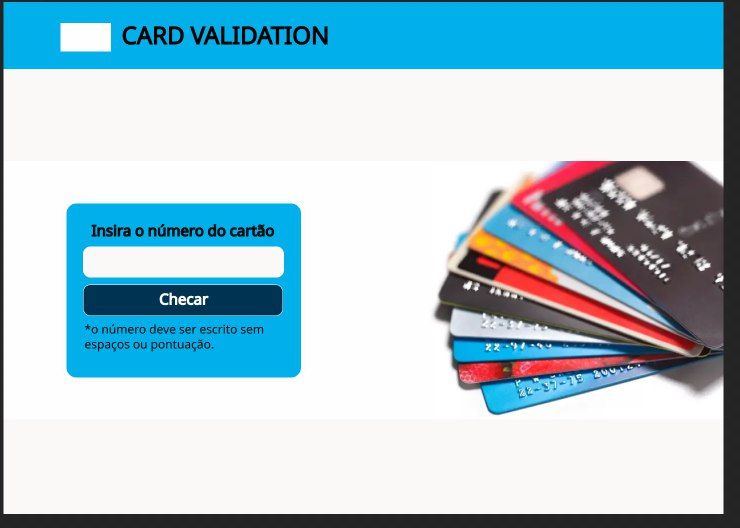 CARD VALIDATION
Insira o número do cartão
Checar
*o número deve ser escrito sem
espaços ou pontuação.